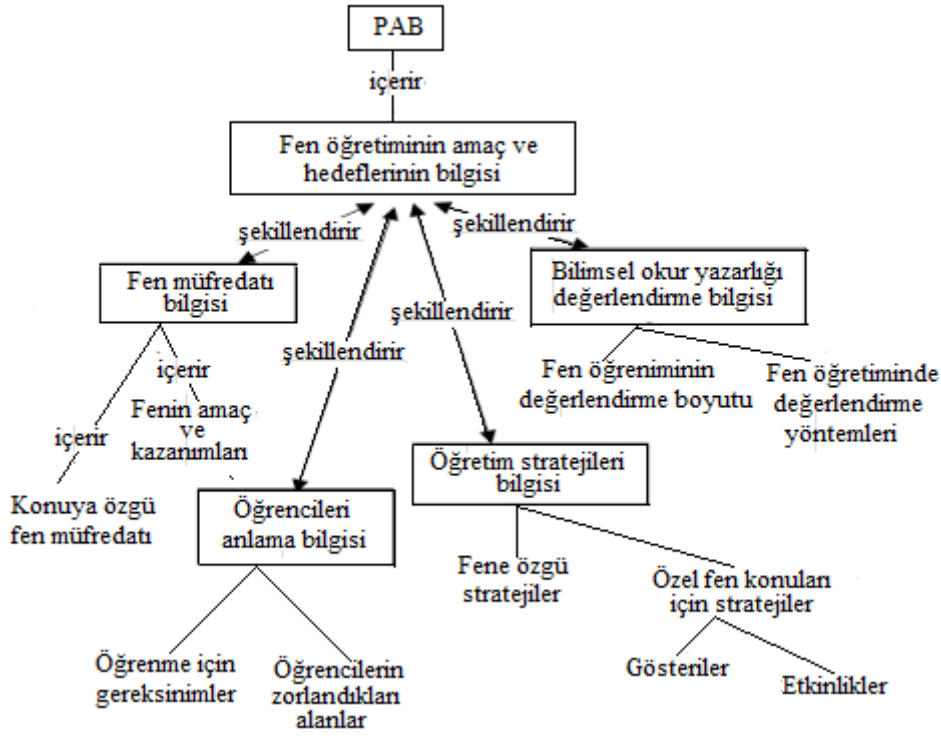 PAB
içerir
Fen öğretiminin amaç ve
hedeflerinin bilgisi
şekillendirir
şekillendirir
Fen müfredatı
bilgisi
Bilimsel okur yazarlığı
değerlendirme bilgisi
şekillendirir
şekillendirir
içerir
Fen öğreniminin
değerlendirme boyutu
Fen öğretiminde
değerlendirme
yöntemleri
Fenin amaç
ve
kazanımları
içerir
Konuya özgü
fen müfredatı
Öğrencileri
anlama bilgisi
Öğretim stratejileri
bilgisi
Fene özgü
stratejiler
Özel fen konuları
için stratejiler
Öğrenme için
gereksinimler
Öğrencilerin
zorlandıkları
alanlar
Gösteriler
Etkinlikler